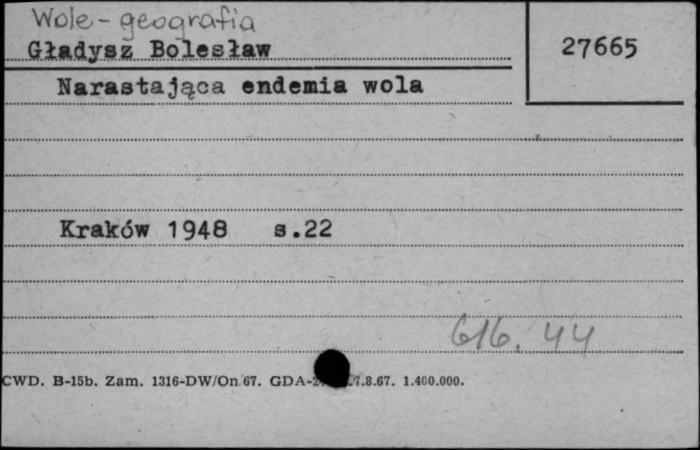 Wole - geografia
Gładysz Bolesław
27665
Narastająca endemia wola
Kraków 1948 s.22
616.44
CWD. B-15b. Zam. 1316-DW/On 67. GDA- 7.8.67. 1.400.000.